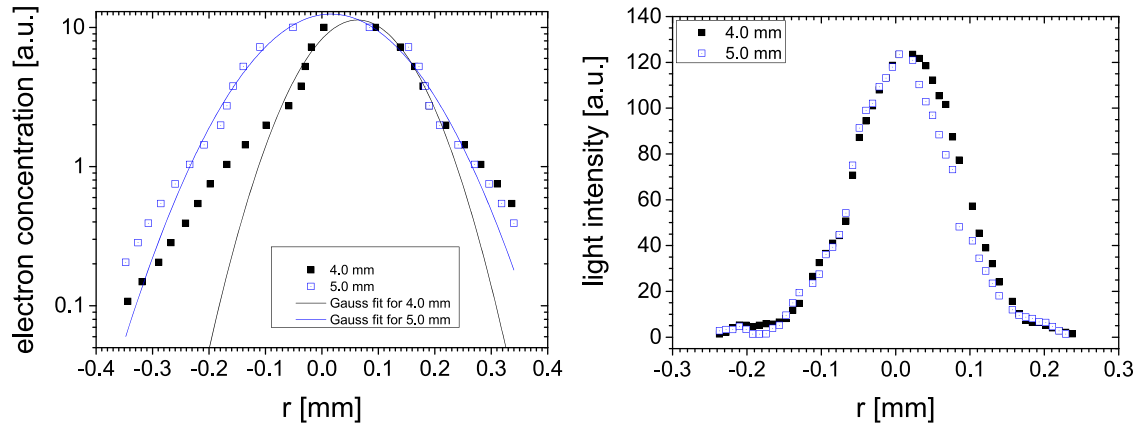 electron concentration [a.u.]
10
1
0.1
4.0 mm
5.0 mm
Gauss fit for 4.0 mm
Gauss fit for 5.0 mm
-0.4 -0.3 -0.2 -0.1 0.0 0.1 0.2 0.3 0.4
r [mm]
light intensity [a.u.]
140
120
100
80
60
40
20
0
4.0 mm
5.0 mm
-0.3 -0.2 -0.1 0.0 0.1 0.2 0.3
r [mm]